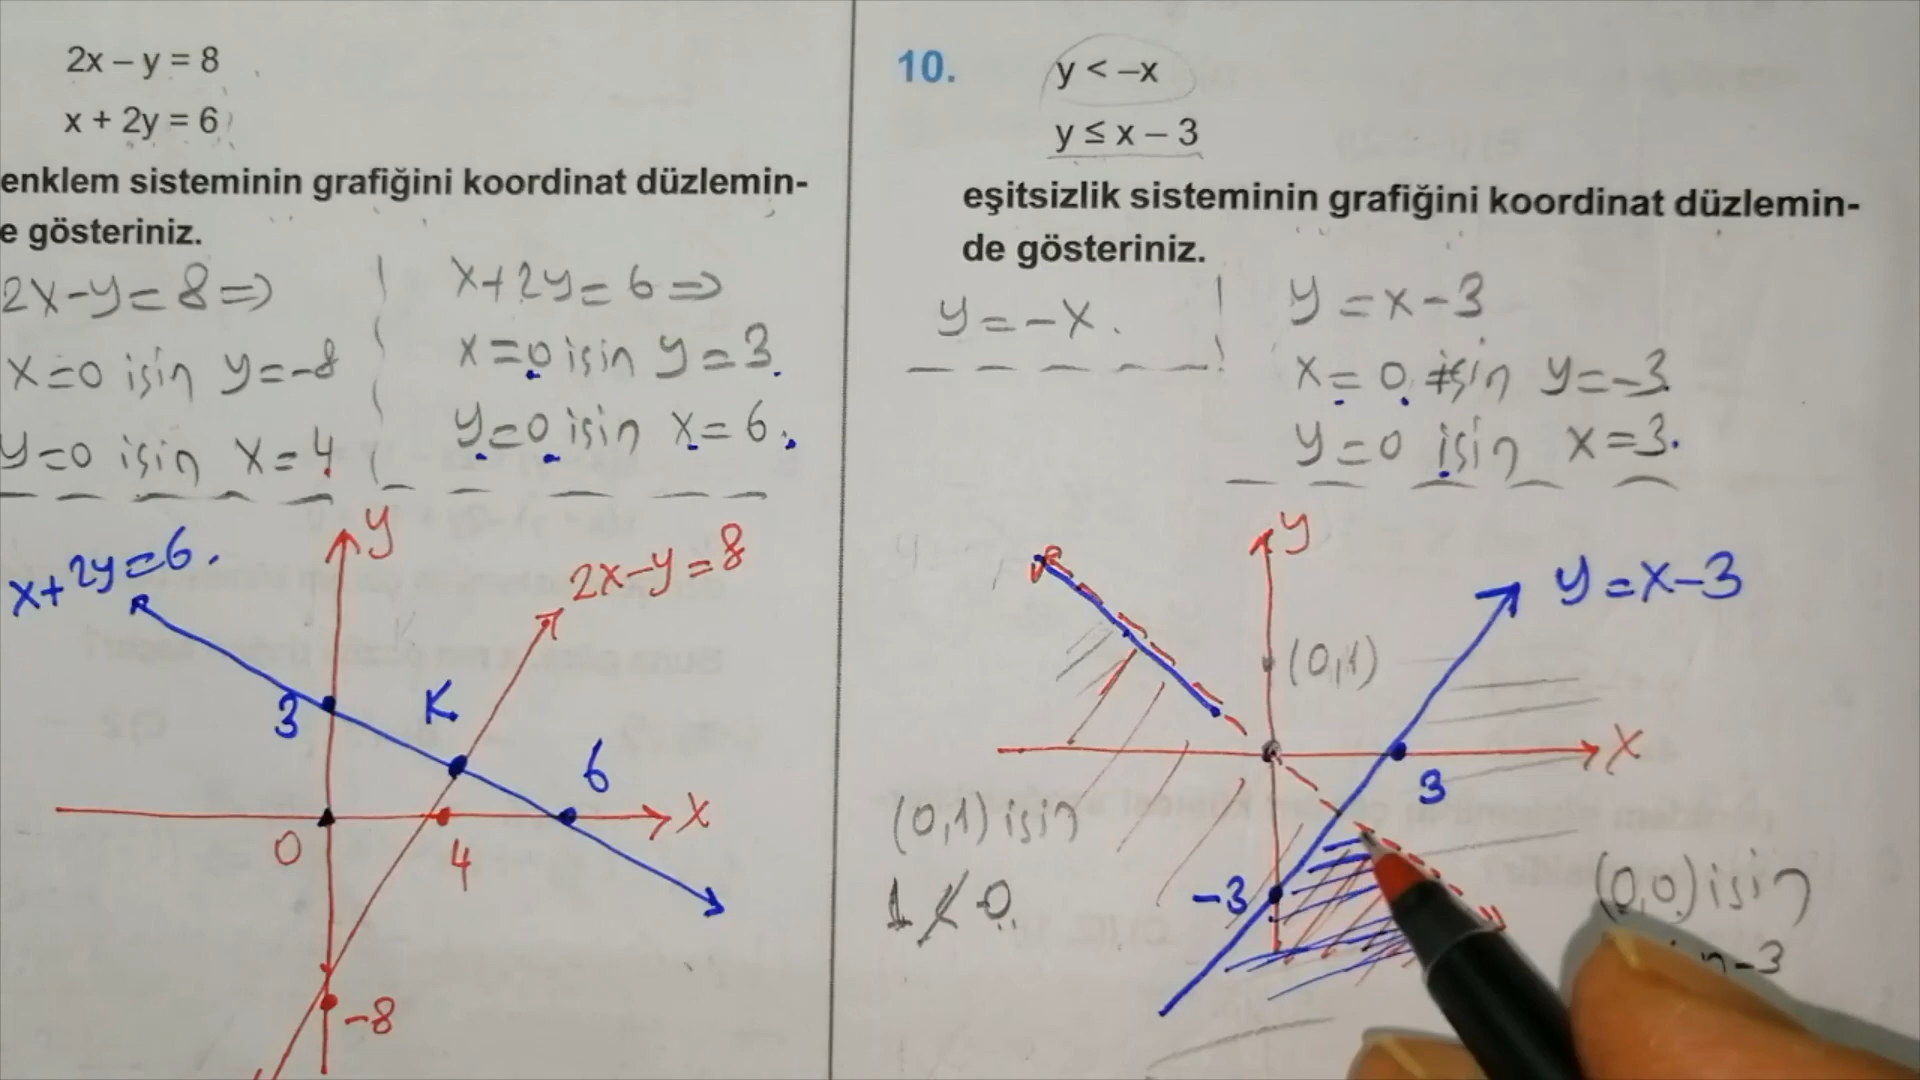 2x – y = 8
x + 2y = 6
enklem sisteminin grafiğini koordinat düzlemin-
e gösteriniz.
2x-y=8⇒
x=0 için y=-8
y=0 için x=4
x+2y=6⇒
x=0 için y=3
y=0 için x=6
x+2y=6
y
2x-y=8
3
K
6
x
0
4
-8
10.
y < –x
y ≤ x – 3
eşitsizlik sisteminin grafiğini koordinat düzlemin-
de gösteriniz.
y=-x
y=x-3
x=0 için y=-3
y=0 için x=3
y
y=x-3
(0,1)
x
3
(0,1) için
1 ≮ 0
-3
(0,0) için
-3